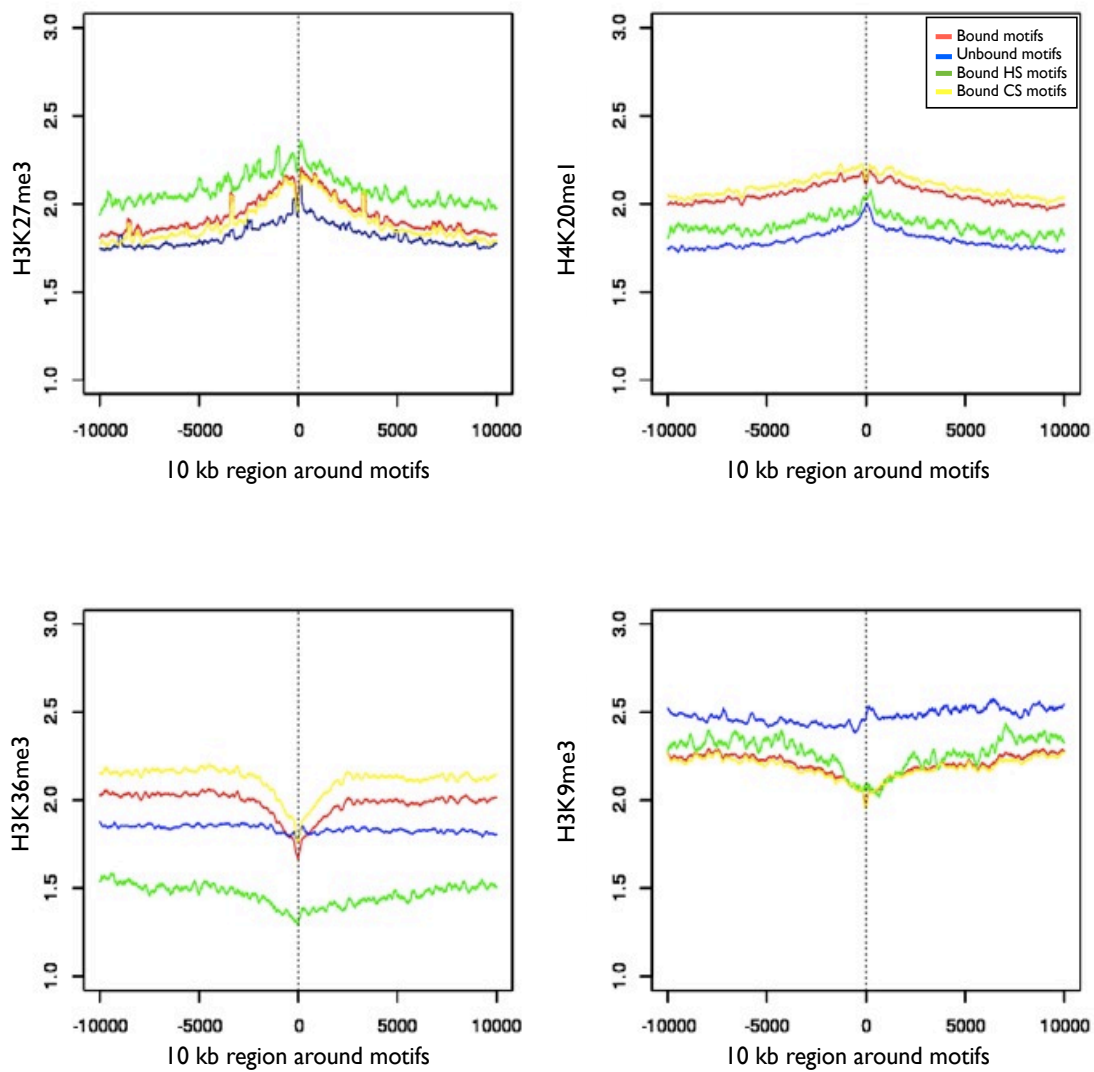 H3K27me3
3.0
2.5
2.0
1.5
1.0
-10000 -5000 0 5000 10000
10 kb region around motifs
H4K20me1
3.0
2.5
2.0
1.5
1.0
Bound motifs
Unbound motifs
Bound HS motifs
Bound CS motifs
-10000 -5000 0 5000 10000
10 kb region around motifs
H3K36me3
3.0
2.5
2.0
1.5
1.0
-10000 -5000 0 5000 10000
10 kb region around motifs
H3K9me3
3.0
2.5
2.0
1.5
1.0
-10000 -5000 0 5000 10000
10 kb region around motifs